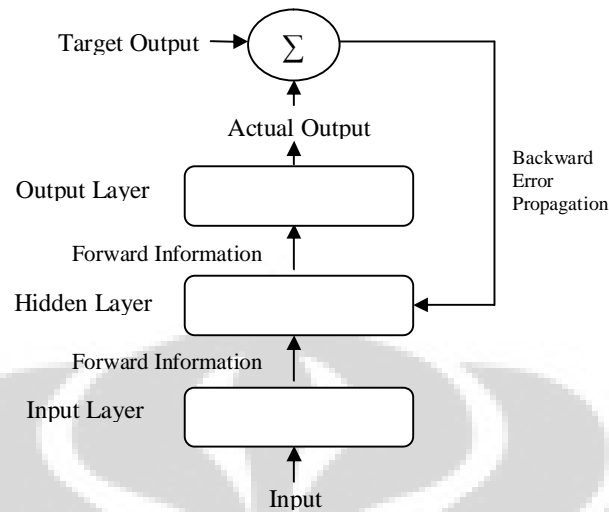 Target Output
∑
Actual Output
Backward
Error
Propagation
Output Layer
Forward Information
Hidden Layer
Forward Information
Input Layer
Input